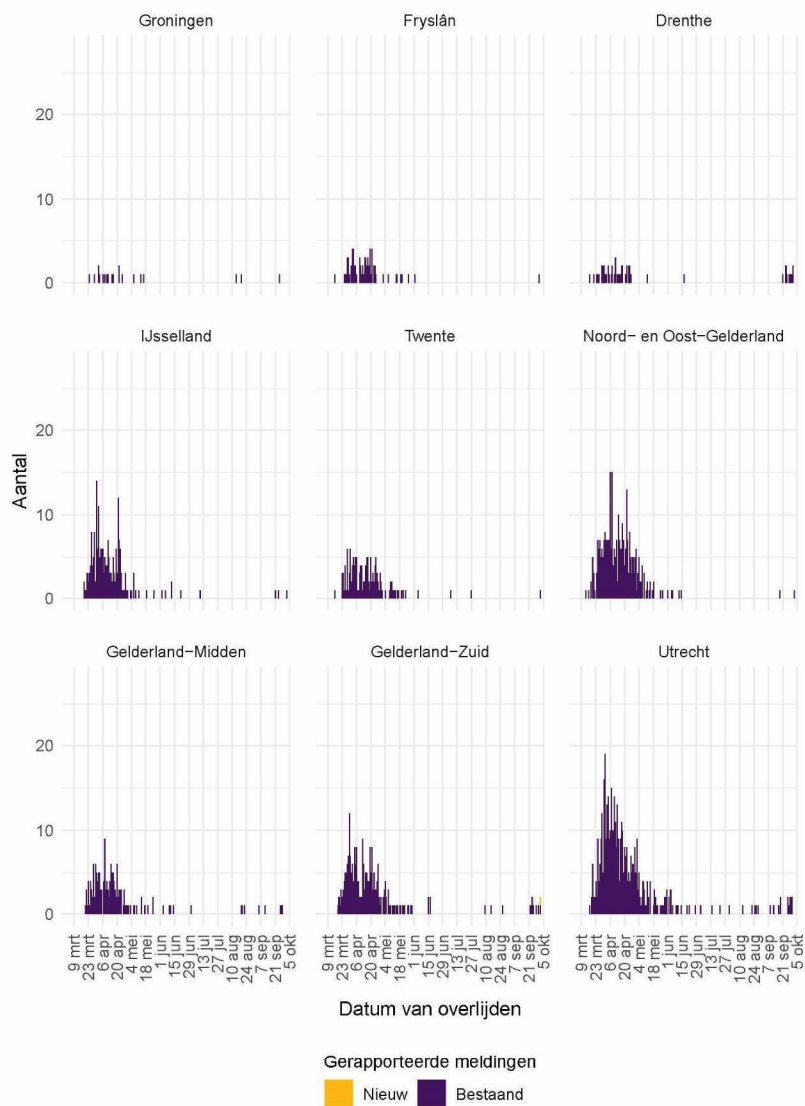 Groningen Fryslân Drenthe
20
10
0
IJsselland Twente Noord- en Oost-Gelderland
20
10
0
Aantal
Gelderland-Midden Gelderland-Zuid Utrecht
20
10
0
9 mrt 23 mrt 6 apr 20 apr 4 mei 18 mei 1 jun 15 jun 29 jun 13 jul 27 jul 10 aug 24 aug 7 sep 21 sep 5 okt
9 mrt 23 mrt 6 apr 20 apr 4 mei 18 mei 1 jun 15 jun 29 jun 13 jul 27 jul 10 aug 24 aug 7 sep 21 sep 5 okt
9 mrt 23 mrt 6 apr 20 apr 4 mei 18 mei 1 jun 15 jun 29 jun 13 jul 27 jul 10 aug 24 aug 7 sep 21 sep 5 okt
Datum van overlijden
Gerapporteerde meldingen
Nieuw Bestaand